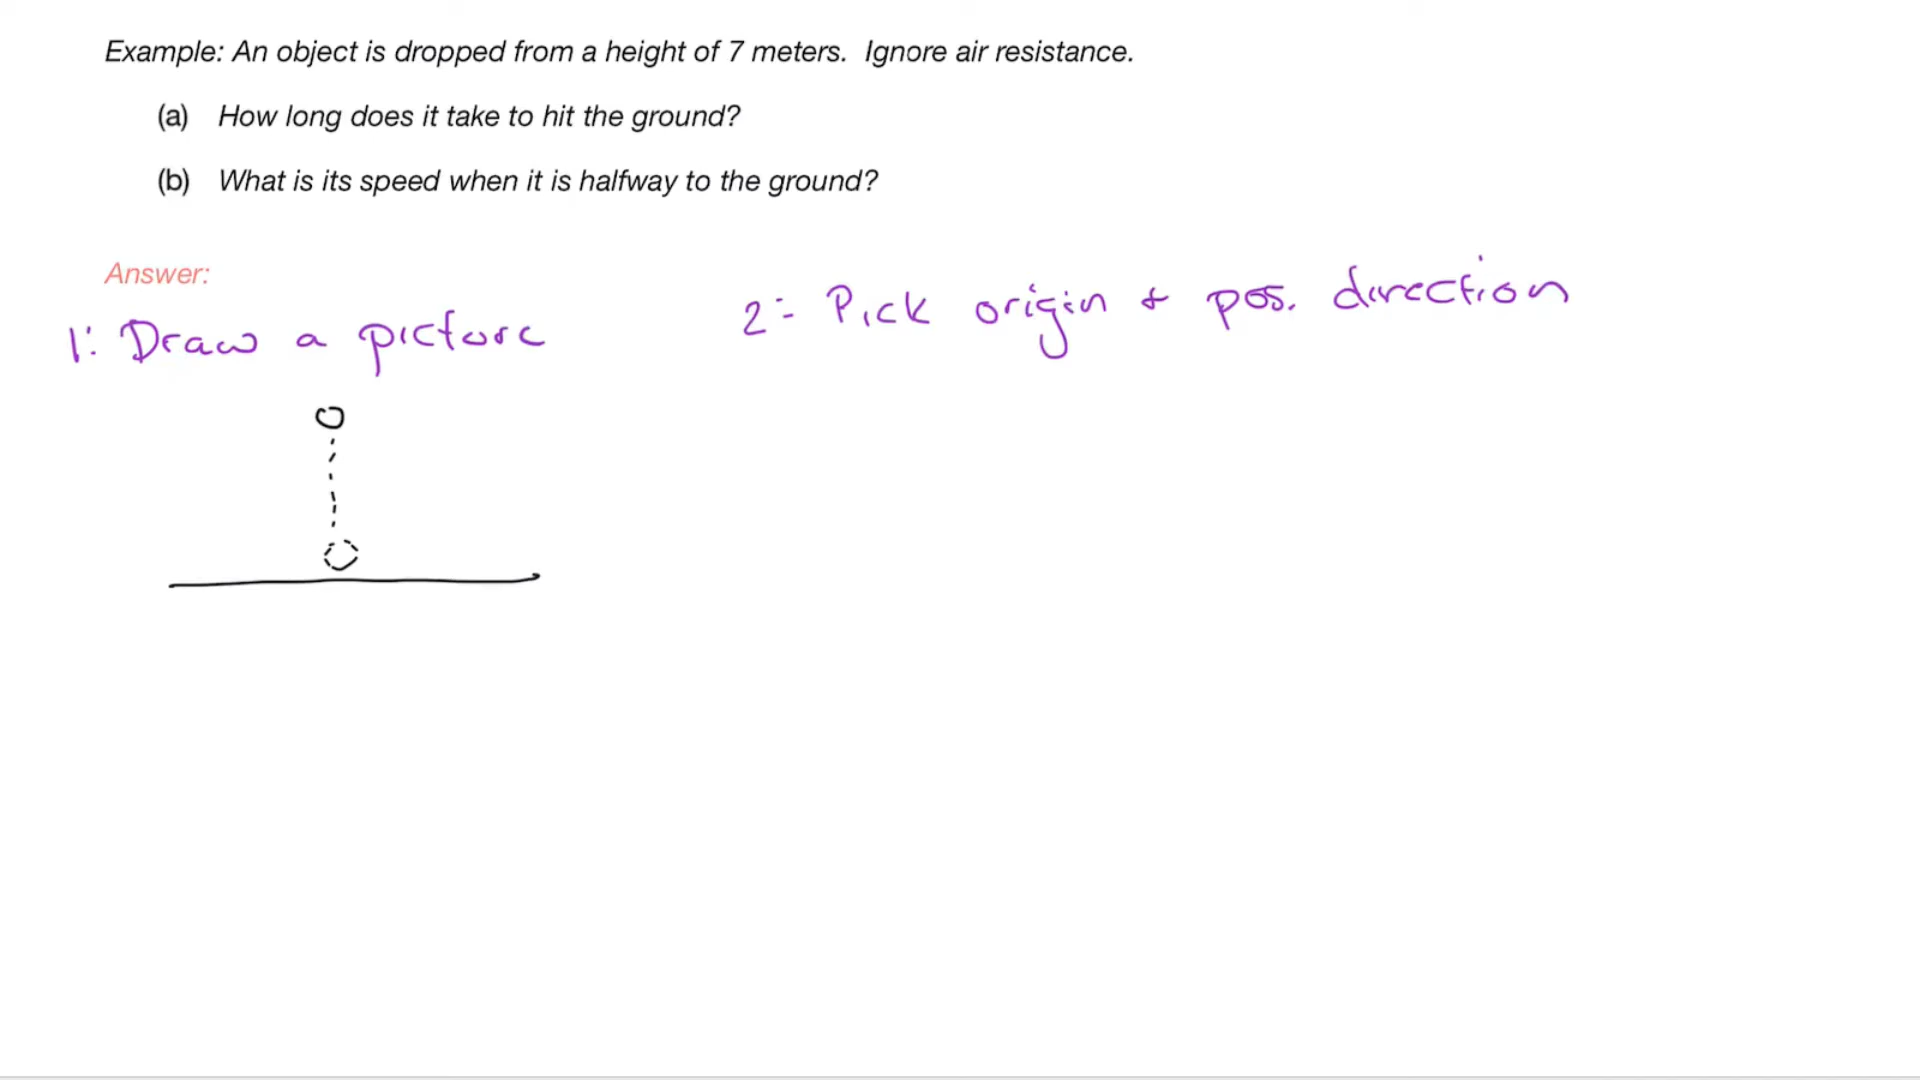 Example: An object is dropped from a height of 7 meters. Ignore air resistance.
(a) How long does it take to hit the ground?
(b) What is its speed when it is halfway to the ground?
Answer:
1: Draw a picture
2: Pick origin & pos. direction